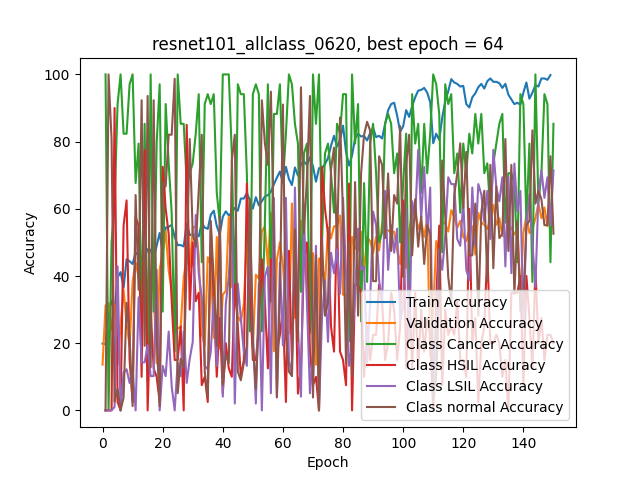 resnet101_allclass_0620, best epoch = 64
100
80
60
40
20
0
Accuracy
Train Accuracy
Validation Accuracy
Class Cancer Accuracy
Class HSIL Accuracy
Class LSIL Accuracy
Class normal Accuracy
0 20 40 60 80 100 120 140
Epoch